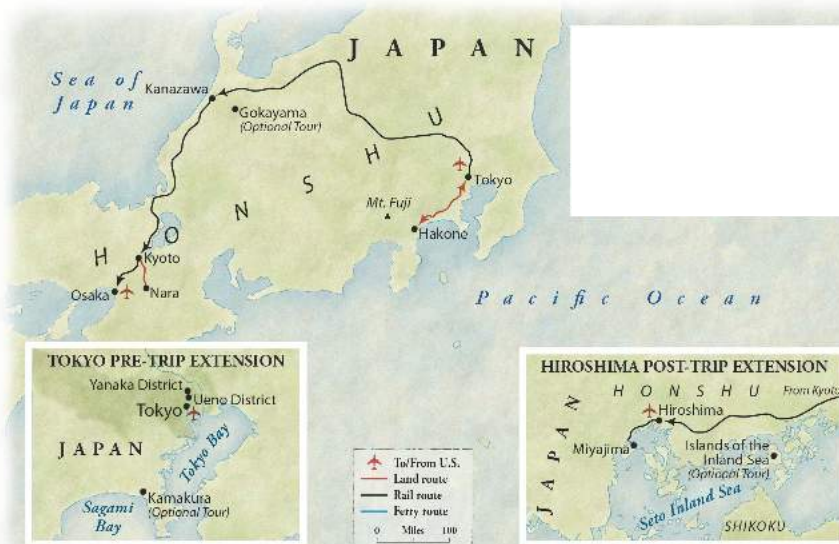 JAPAN
Sea of
Japan
Kanazawa
Gokayama
(Optional Tour)
HONSHU
Tokyo
Mt. Fuji
Hakone
Kyoto
Osaka
Nara
Pacific Ocean
TOKYO PRE-TRIP EXTENSION
Yanaka District
Ueno District
Tokyo
JAPAN
Tokyo Bay
Kamakura
(Optional Tour)
Sagami
Bay
To/From U.S.
Land route
Rail route
Ferry route
0 Miles 100
HIROSHIMA POST-TRIP EXTENSION
HONSHU
From Kyoto
Hiroshima
JAPAN
Miyajima
Islands of the
Inland Sea
(Optional Tour)
Seto Inland Sea
SHIKOKU